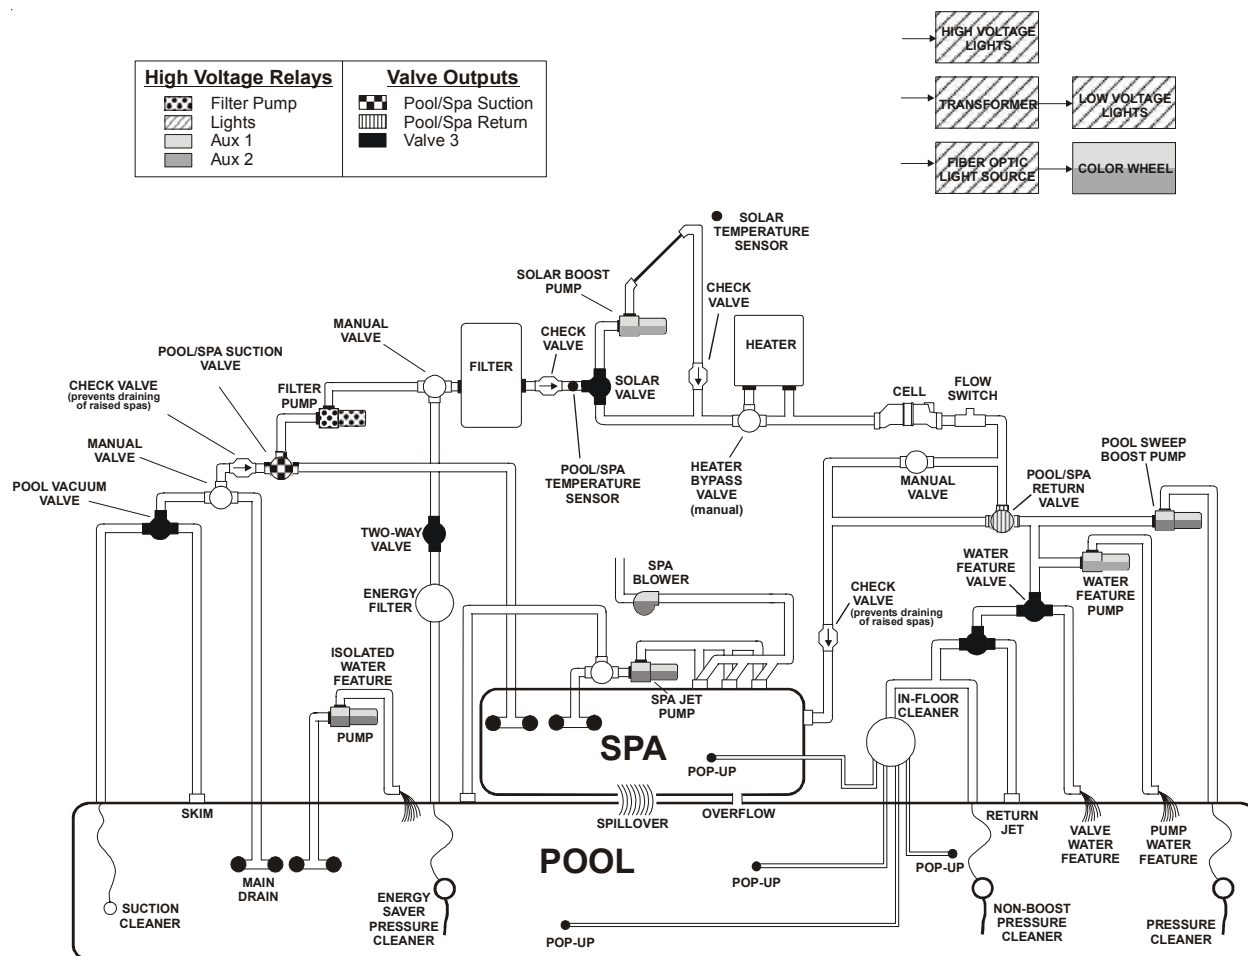 HIGH VOLTAGE
LIGHTS
TRANSFORMER
LOW VOLTAGE
LIGHTS
FIBER OPTIC
LIGHT SOURCE
COLOR WHEEL
High Voltage Relays
Filter Pump
Lights
Aux 1
Aux 2
Valve Outputs
Pool/Spa Suction
Pool/Spa Return
Valve 3
SOLAR
TEMPERATURE
SENSOR
SOLAR BOOST
PUMP
CHECK
VALVE
MANUAL
VALVE
CHECK
VALVE
HEATER
POOL/SPA SUCTION
VALVE
FILTER
SOLAR
VALVE
CHECK VALVE
(prevents draining
of raised spas)
FILTER
PUMP
CELL
FLOW
SWITCH
MANUAL
VALVE
POOL SWEEP
BOOST PUMP
POOL VACUUM
VALVE
POOL/SPA
TEMPERATURE
SENSOR
HEATER
BYPASS
VALVE
(manual)
MANUAL
VALVE
POOL/SPA
RETURN
VALVE
TWO-WAY
VALVE
SPA
BLOWER
WATER
FEATURE
VALVE
WATER
FEATURE
PUMP
ENERGY
FILTER
CHECK
VALVE
(prevents draining
of raised spas)
ISOLATED
WATER
FEATURE
PUMP
SPA JET
PUMP
IN-FLOOR
CLEANER
SPA
POP-UP
SKIM
SPILLOVER
OVERFLOW
RETURN
JET
VALVE
WATER
FEATURE
PUMP
WATER
FEATURE
POOL
MAIN
DRAIN
POP-UP
POP-UP
SUCTION
CLEANER
ENERGY
SAVER
PRESSURE
CLEANER
POP-UP
NON-BOOST
PRESSURE
CLEANER
PRESSURE
CLEANER